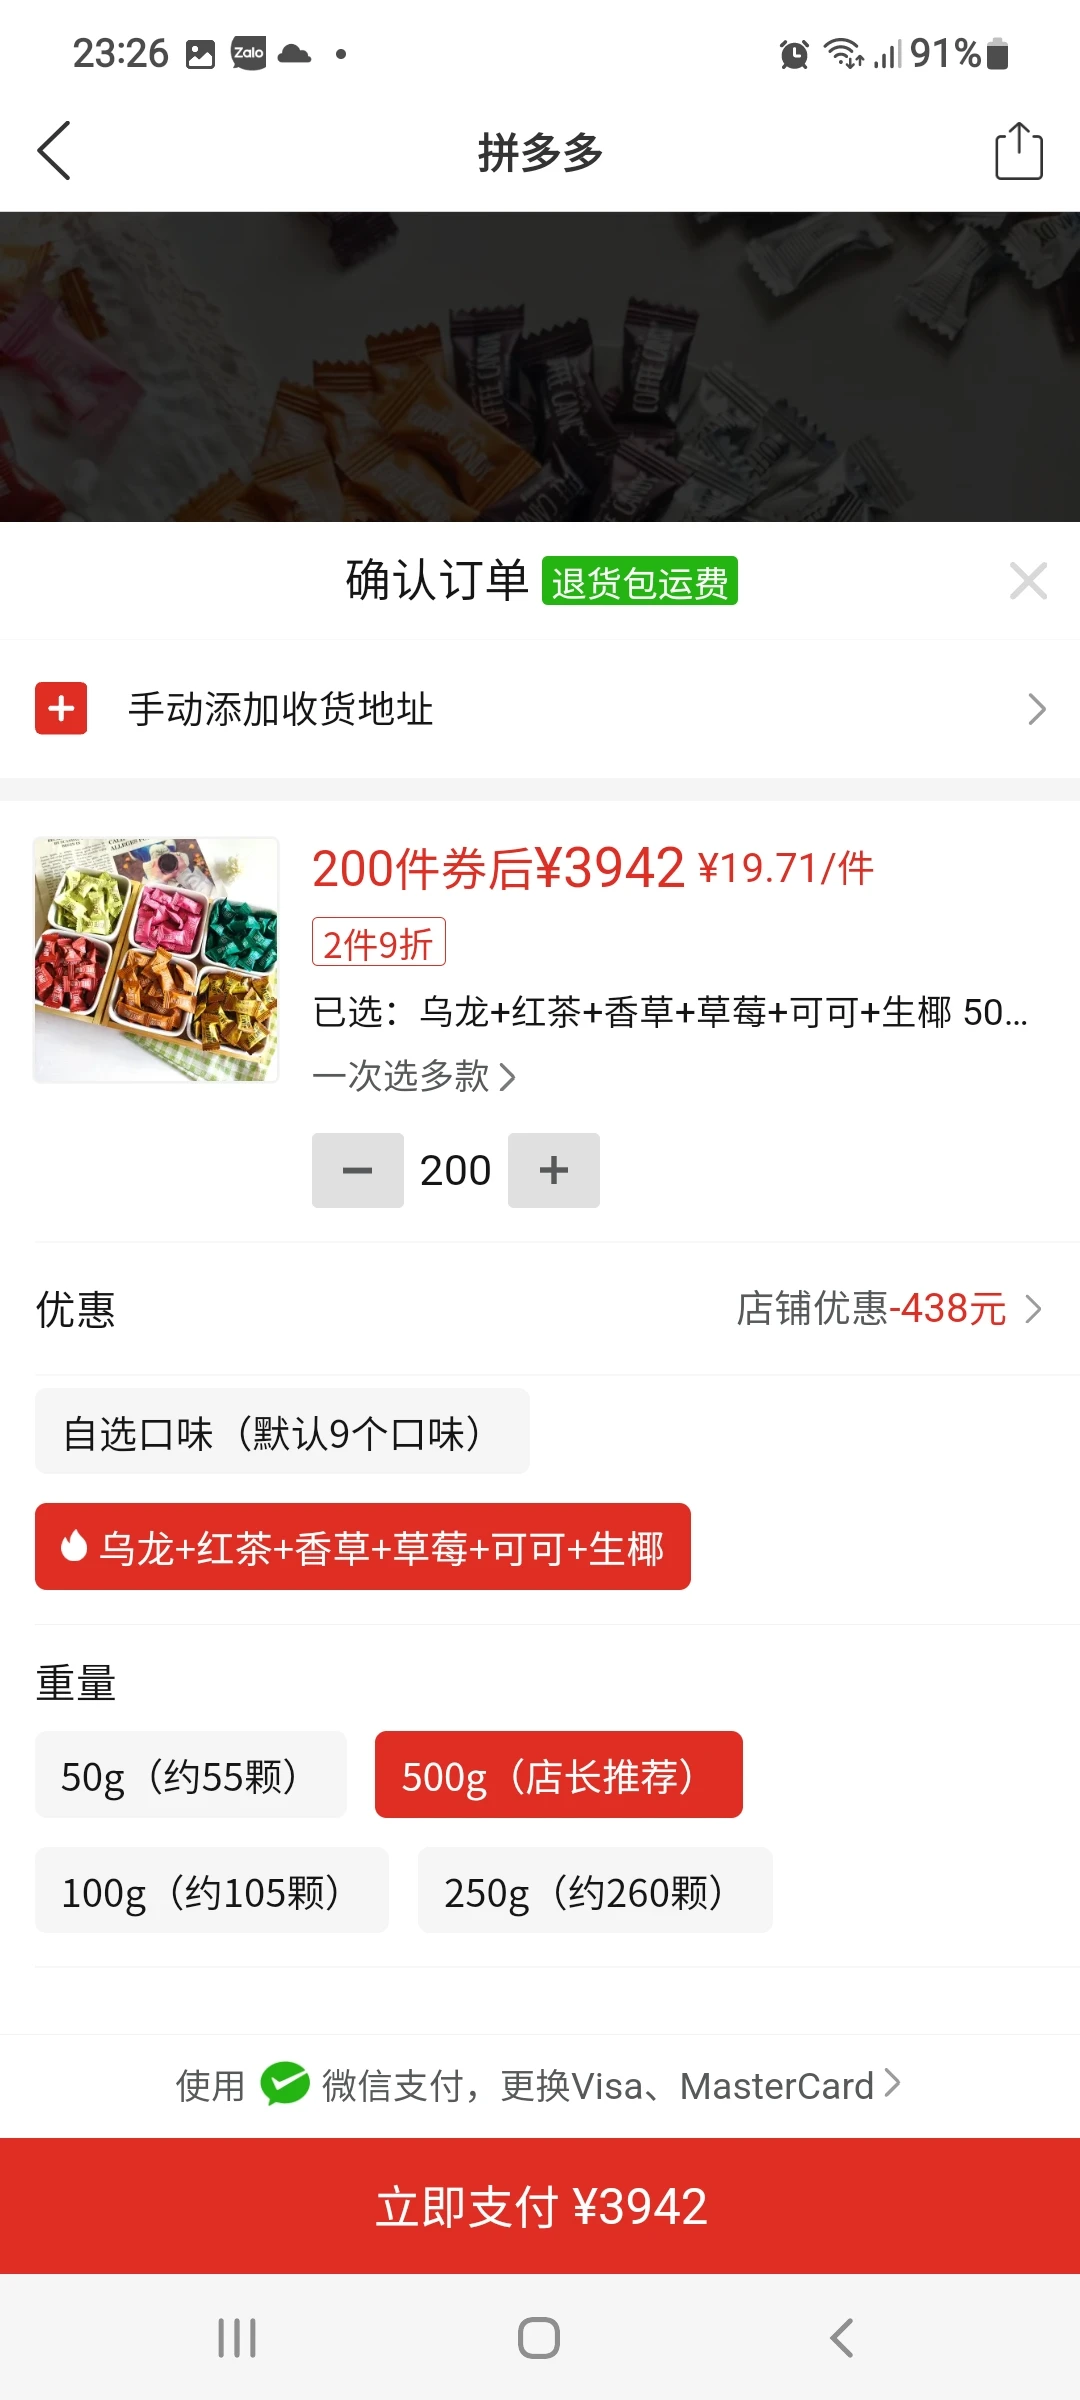 23:26 Zalo 91%
拼多多
COFFEE CANDY
确认订单 退货包运费
手动添加收货地址
200件券后¥3942 ¥19.71/件
2件9折
已选：乌龙+红茶+香草+草莓+可可+生椰 50...
一次选多款
200
优惠 店铺优惠-438元
自选口味（默认9个口味）
乌龙+红茶+香草+草莓+可可+生椰
重量
50g（约55颗） 500g（店长推荐）
100g（约105颗） 250g（约260颗）
使用 微信支付，更换Visa、MasterCard
立即支付 ¥3942